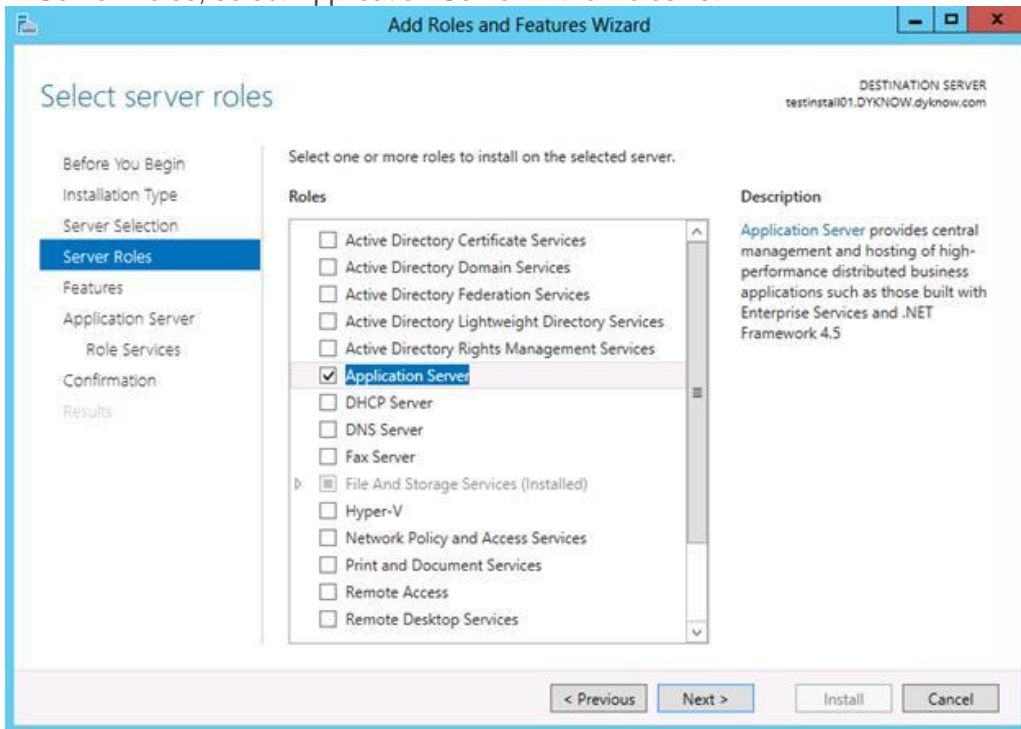 Add Roles and Features Wizard
Select server roles
DESTINATION SERVER
testinstall01.DYKNOW.dyknow.com
Before You Begin
Installation Type
Server Selection
Server Roles
Features
Application Server
Role Services
Confirmation
Results
Select one or more roles to install on the selected server.
Roles
Active Directory Certificate Services
Active Directory Domain Services
Active Directory Federation Services
Active Directory Lightweight Directory Services
Active Directory Rights Management Services
Application Server
DHCP Server
DNS Server
Fax Server
File And Storage Services (Installed)
Hyper-V
Network Policy and Access Services
Print and Document Services
Remote Access
Remote Desktop Services
Description
Application Server provides central
management and hosting of high-
performance distributed business
applications such as those built with
Enterprise Services and .NET
Framework 4.5
< Previous
Next >
Install
Cancel